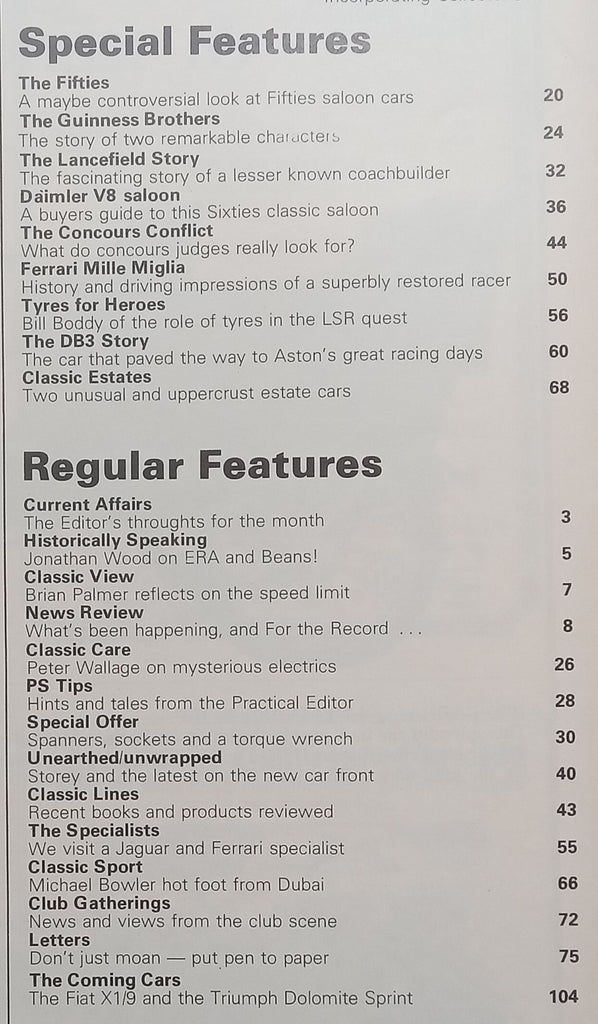 Special Features
The Fifties
A maybe controversial look at Fifties saloon cars 20
The Guinness Brothers
The story of two remarkable characters 24
The Lancefield Story
The fascinating story of a lesser known coachbuilder 32
Daimler V8 saloon
A buyers guide to this Sixties classic saloon 36
The Concours Conflict
What do concours judges really look for? 44
Ferrari Mille Miglia
History and driving impressions of a superbly restored racer 50
Tyres for Heroes
Bill Boddy of the role of tyres in the LSR quest 56
The DB3 Story
The car that paved the way to Aston's great racing days 60
Classic Estates
Two unusual and uppercrust estate cars 68
Regular Features
Current Affairs
The Editor's throughts for the month 3
Historically Speaking
Jonathan Wood on ERA and Beans! 5
Classic View
Brian Palmer reflects on the speed limit 7
News Review
What's been happening, and For the Record ... 8
Classic Care
Peter Wallage on mysterious electrics 26
PS Tips
Hints and tales from the Practical Editor 28
Special Offer
Spanners, sockets and a torque wrench 30
Unearthed/unwrapped
Storey and the latest on the new car front 40
Classic Lines
Recent books and products reviewed 43
The Specialists
We visit a Jaguar and Ferrari specialist 55
Classic Sport
Michael Bowler hot foot from Dubai 66
Club Gatherings
News and views from the club scene 72
Letters
Don't just moan — put pen to paper 75
The Coming Cars
The Fiat X1/9 and the Triumph Dolomite Sprint 104